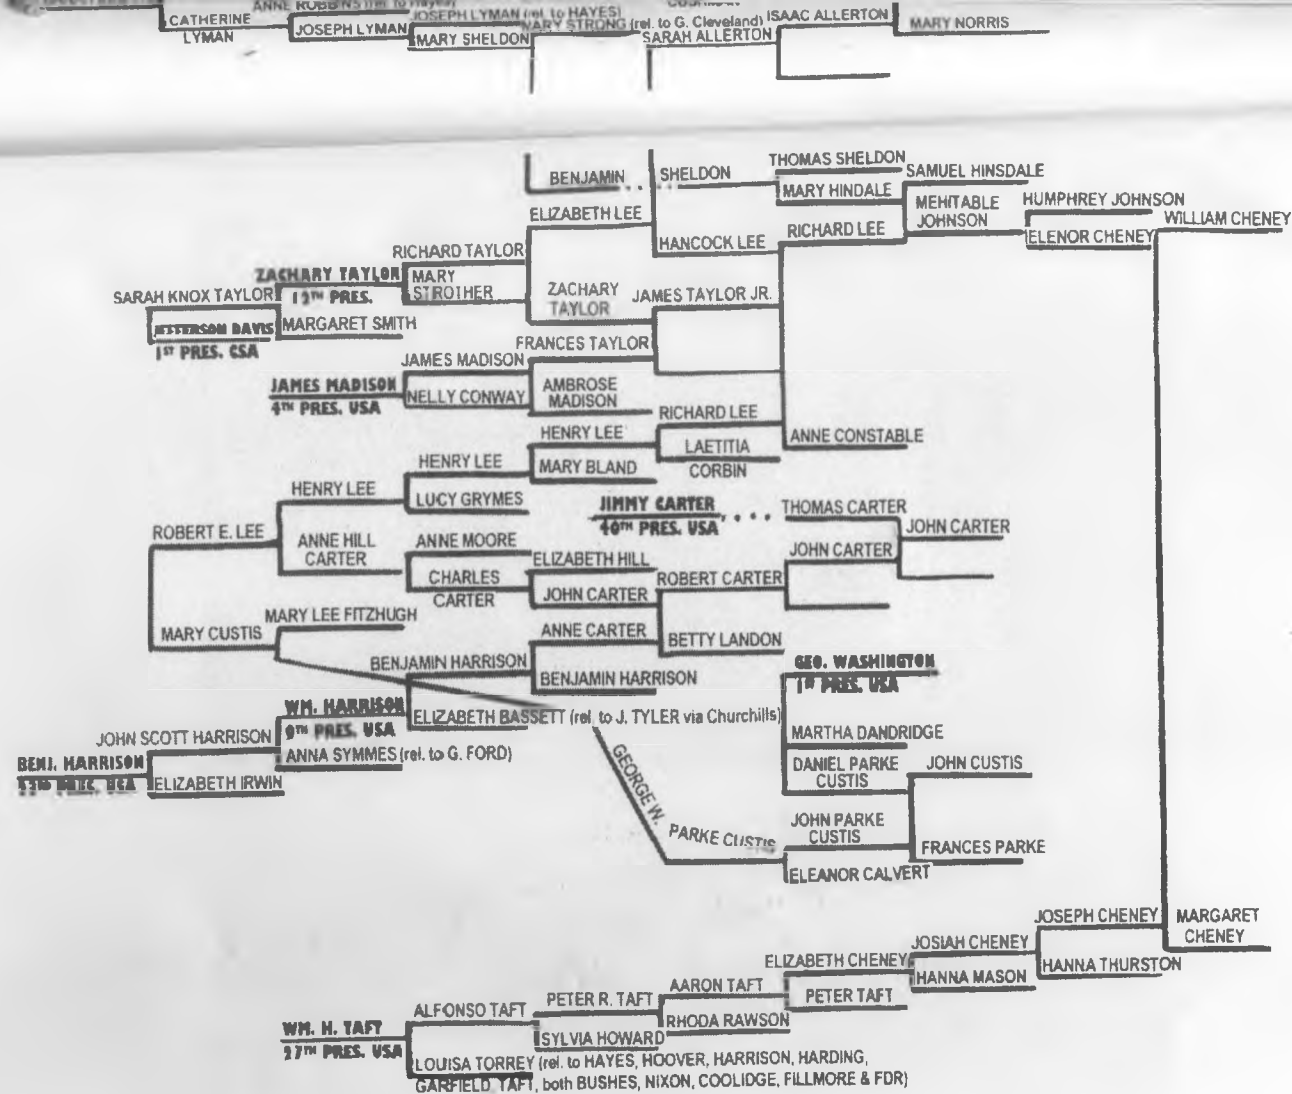 CATHERINE
LYMAN
ANNE ROBBINS (rel to Hayes)
JOSEPH LYMAN
JOSEPH LYMAN (rel. to HAYES)
MARY SHELDON
MARY STRONG (rel. to G. Cleveland)
SARAH ALLERTON
ISAAC ALLERTON
MARY NORRIS
BENJAMIN .... SHELDON
THOMAS SHELDON
MARY HINDALE
SAMUEL HINSDALE
MEHITABLE
JOHNSON
HUMPHREY JOHNSON
ELENOR CHENEY
WILLIAM CHENEY
ELIZABETH LEE
HANCOCK LEE
RICHARD LEE
RICHARD TAYLOR
ZACHARY TAYLOR
12TH PRES.
MARY
STROTHER
SARAH KNOX TAYLOR
ZACHARY
TAYLOR
JAMES TAYLOR JR.
JEFFERSON DAVIS
1ST PRES. CSA
MARGARET SMITH
FRANCES TAYLOR
JAMES MADISON
JAMES MADISON
4TH PRES. USA
NELLY CONWAY
AMBROSE
MADISON
RICHARD LEE
HENRY LEE
LAETITIA
CORBIN
ANNE CONSTABLE
HENRY LEE
MARY BLAND
HENRY LEE
LUCY GRYMES
JIMMY CARTER ....
40TH PRES. USA
THOMAS CARTER
JOHN CARTER
ROBERT E. LEE
ANNE HILL
CARTER
ANNE MOORE
ELIZABETH HILL
JOHN CARTER
CHARLES
CARTER
JOHN CARTER
ROBERT CARTER
MARY LEE FITZHUGH
MARY CUSTIS
ANNE CARTER
BETTY LANDON
BENJAMIN HARRISON
BENJAMIN HARRISON
GEO. WASHINGTON
1ST PRES. USA
WM. HARRISON
9TH PRES. USA
ELIZABETH BASSETT (rel. to J. TYLER via Churchills)
JOHN SCOTT HARRISON
ANNA SYMMES (rel. to G. FORD)
MARTHA DANDRIDGE
BENJ. HARRISON
ELIZABETH IRWIN
DANIEL PARKE
CUSTIS
JOHN CUSTIS
GEORGE W. PARKE CUSTIS
JOHN PARKE
CUSTIS
FRANCES PARKE
ELEANOR CALVERT
JOSEPH CHENEY
MARGARET
CHENEY
JOSIAH CHENEY
HANNA THURSTON
ELIZABETH CHENEY
HANNA MASON
AARON TAFT
PETER TAFT
PETER R. TAFT
RHODA RAWSON
ALFONSO TAFT
SYLVIA HOWARD
WM. H. TAFT
27TH PRES. USA
LOUISA TORREY (rel. to HAYES, HOOVER, HARRISON, HARDING,
GARFIELD, TAFT, both BUSHES, NIXON, COOLIDGE, FILLMORE & FDR)